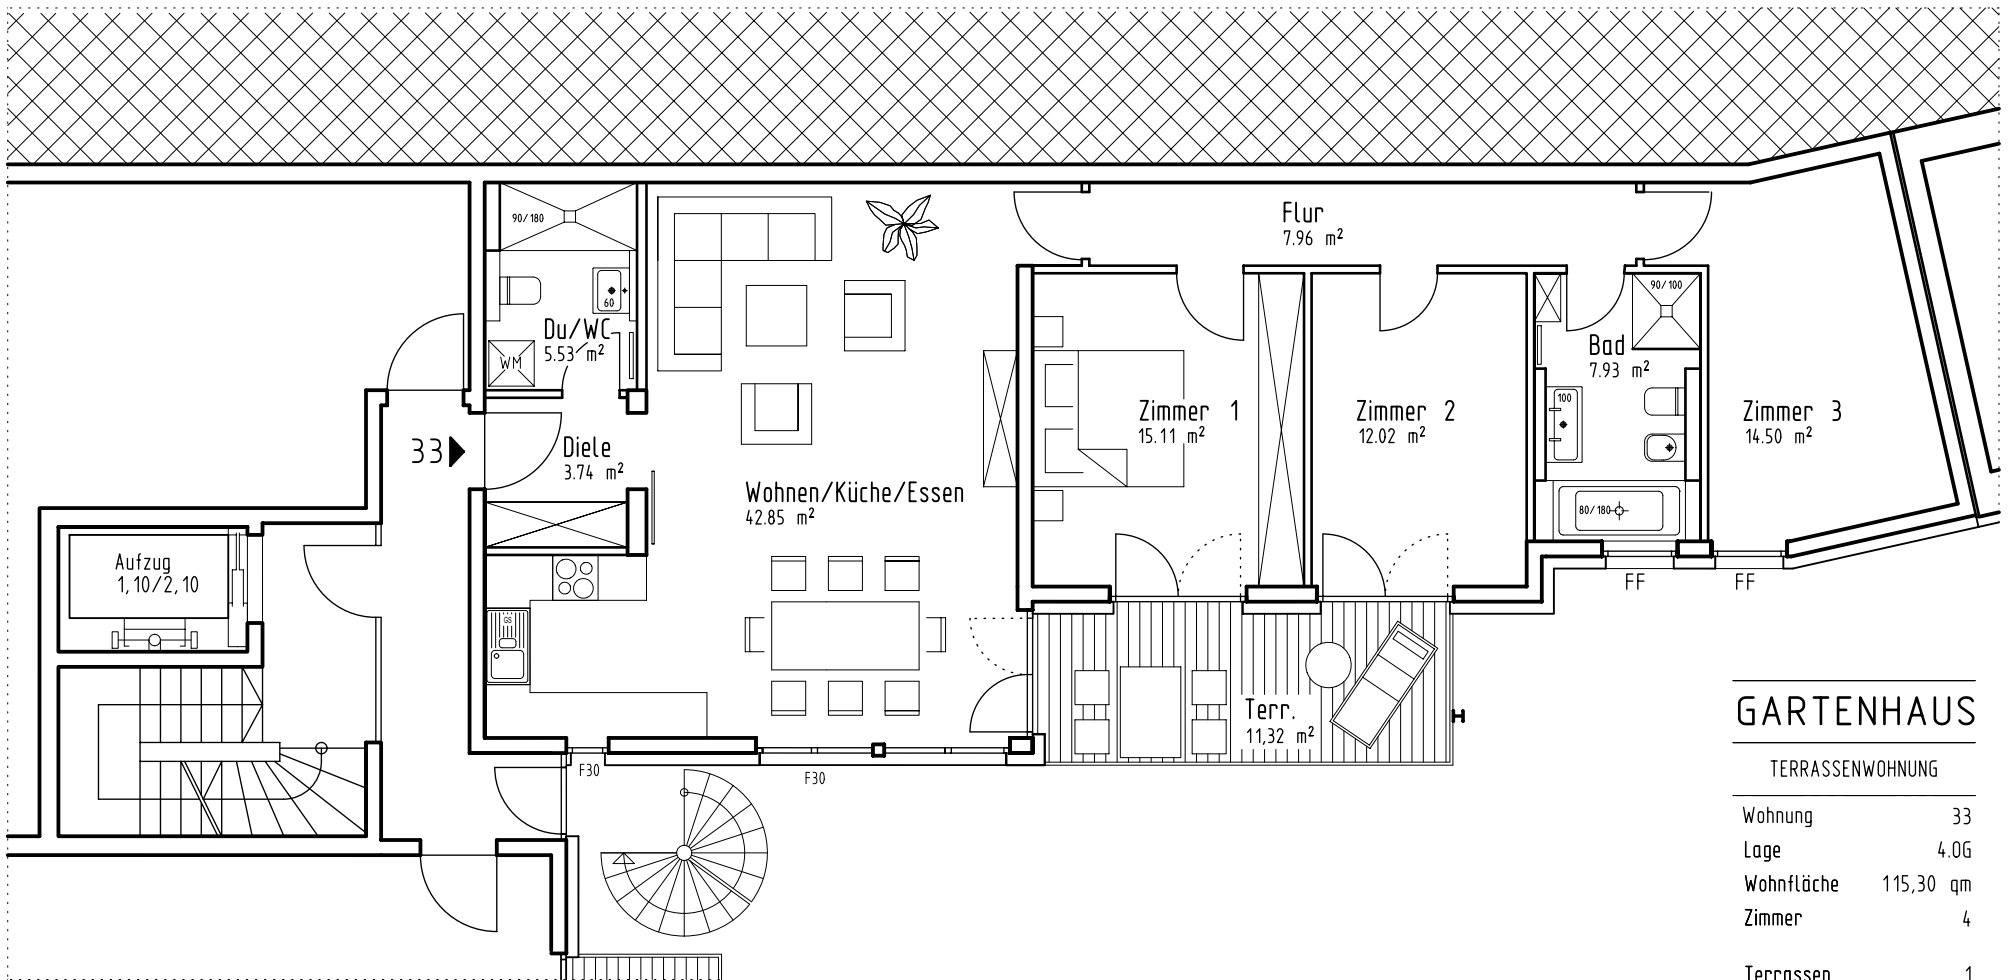 90/180
Flur
7.96 m²
60
Du/WC
5.53 m²
WM
90/100
Bad
7.93 m²
100
33
Diele
3.74 m²
Zimmer 1
15.11 m²
Zimmer 2
12.02 m²
Zimmer 3
14.50 m²
Wohnen/Küche/Essen
42.85 m²
80/180
Aufzug
1,10/2,10
GS
FF
FF
Terr.
11,32 m²
F30
F30
GARTENHAUS
TERRASSENWOHNUNG
Wohnung 33
Lage 4.OG
Wohnfläche 115,30 qm
Zimmer 4
Terrassen 1